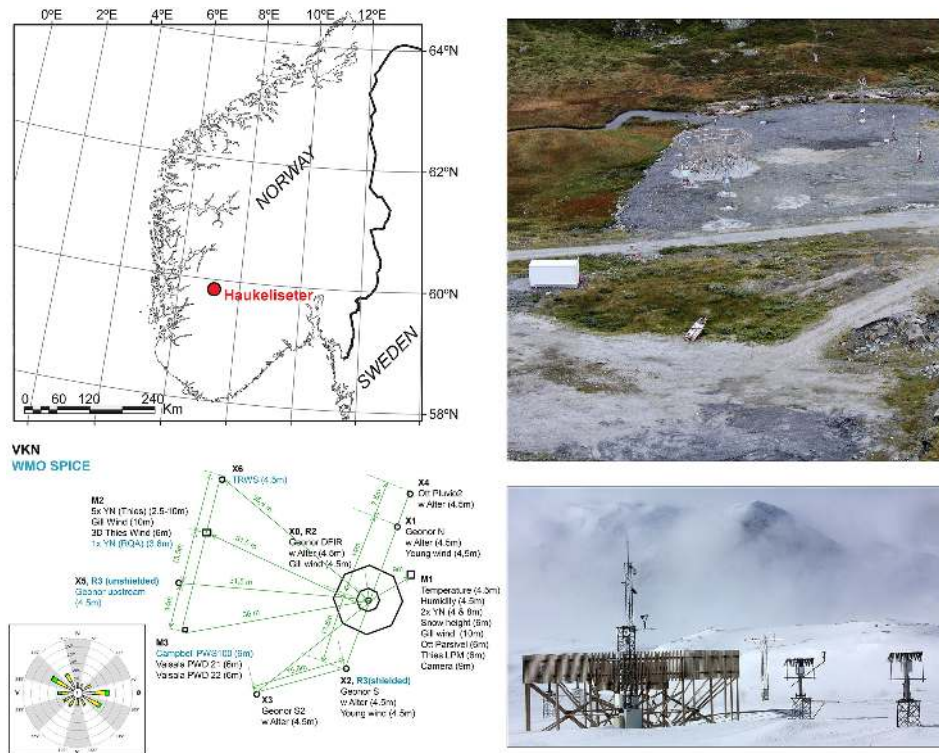 0°E 2°E 4°E 6°E 8°E 10°E 12°E
64°N
62°N
60°N
58°N
NORWAY
SWEDEN
Haukeliseter
0 60 120 240
Km
VKN
WMO SPICE
X6
TRWS (4.5m)
M2
5x YN (Thies) (2.5-10m)
Gill Wind (10m)
3D Thies Wind (6m)
1x YN (RQA) (3.8m)
X0, R2
Geonor DFIR
w Alter (4.5m)
Gill wind (4.5m)
X4
Ott Pluvio2
w Alter (4.5m)
X1
Geonor N
w Alter (4.5m)
Young wind (4,5m)
X5, R3 (unshielded)
Geonor upstream
(4.5m)
M1
Temperature (4.5m)
Humidity (4.5m)
2x YN (4 & 8m)
Snow height (6m)
Gill wind (10m)
Ott Parsivel (6m)
Thies LPM (6m)
Camera (9m)
M3
Campbel PWS100 (6m)
Vaisala PWD 21 (6m)
Vaisala PWD 22 (6m)
X3
Geonor S2
w Alter (4.5m)
X2, R3(shielded)
Geonor S
w Alter (4.5m)
Young wind (4.5m)